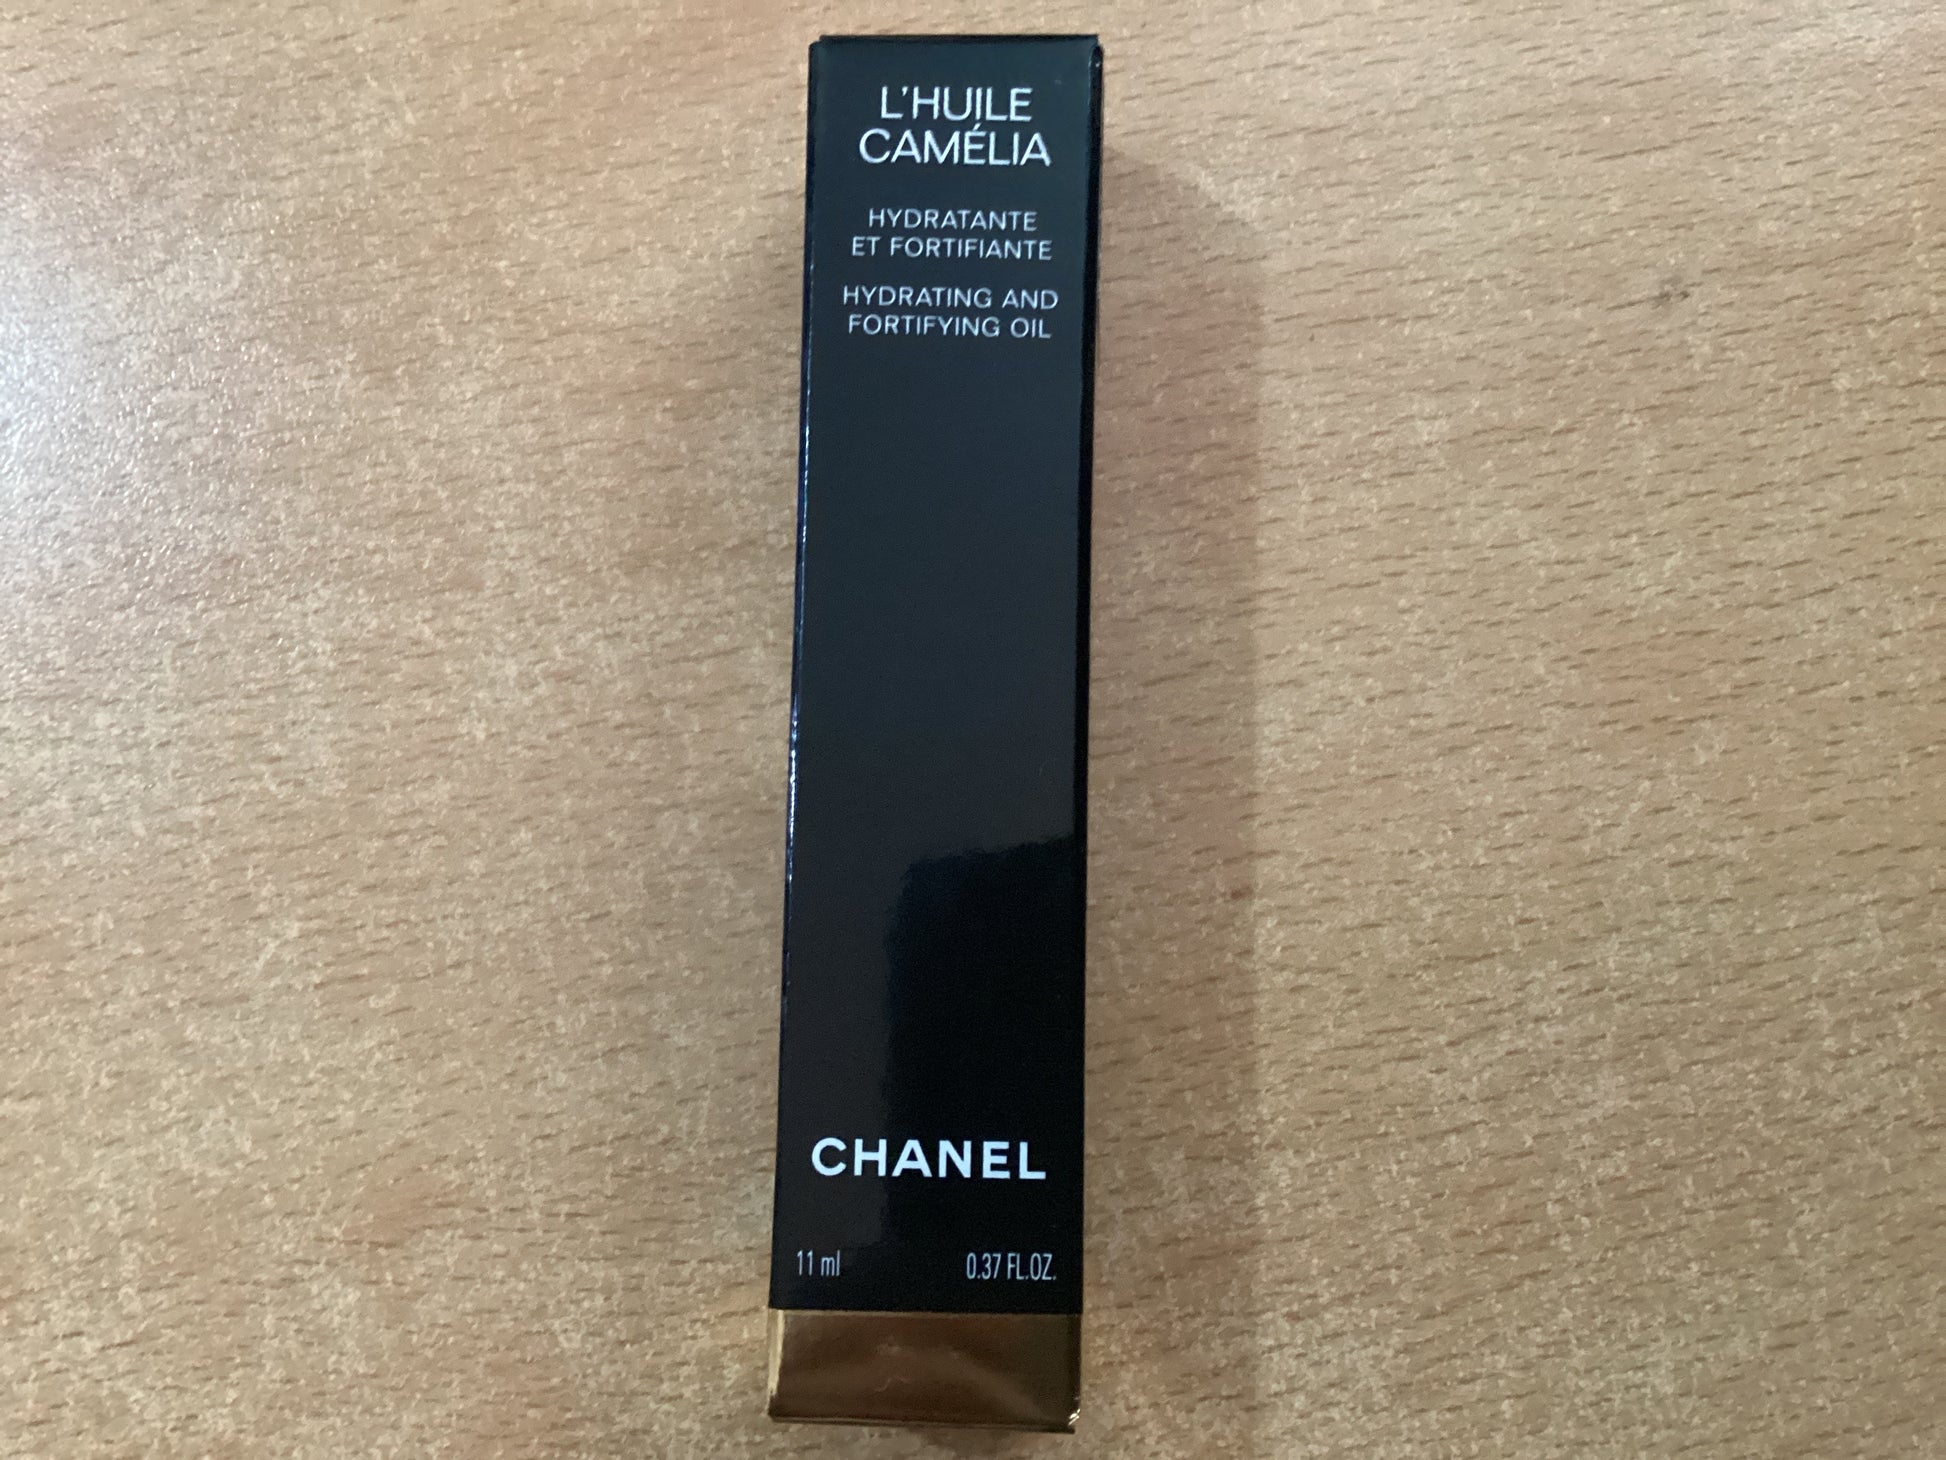 L'HUILE
CAMÉLIA
HYDRATANTE
ET FORTIFIANTE
HYDRATING AND
FORTIFYING OIL
CHANEL
11 ml 0.37 FL.OZ.